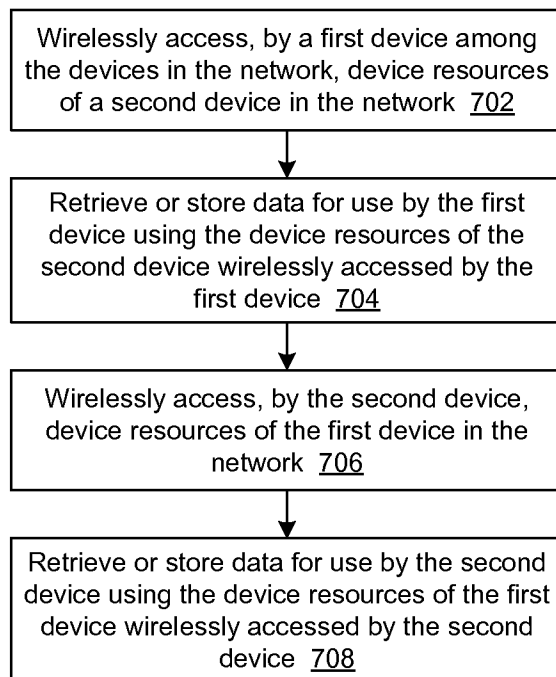 Wirelessly access, by a first device among
the devices in the network, device resources
of a second device in the network 702
Retrieve or store data for use by the first
device using the device resources of the
second device wirelessly accessed by the
first device 704
Wirelessly access, by the second device,
device resources of the first device in the
network 706
Retrieve or store data for use by the second
device using the device resources of the first
device wirelessly accessed by the second
device 708